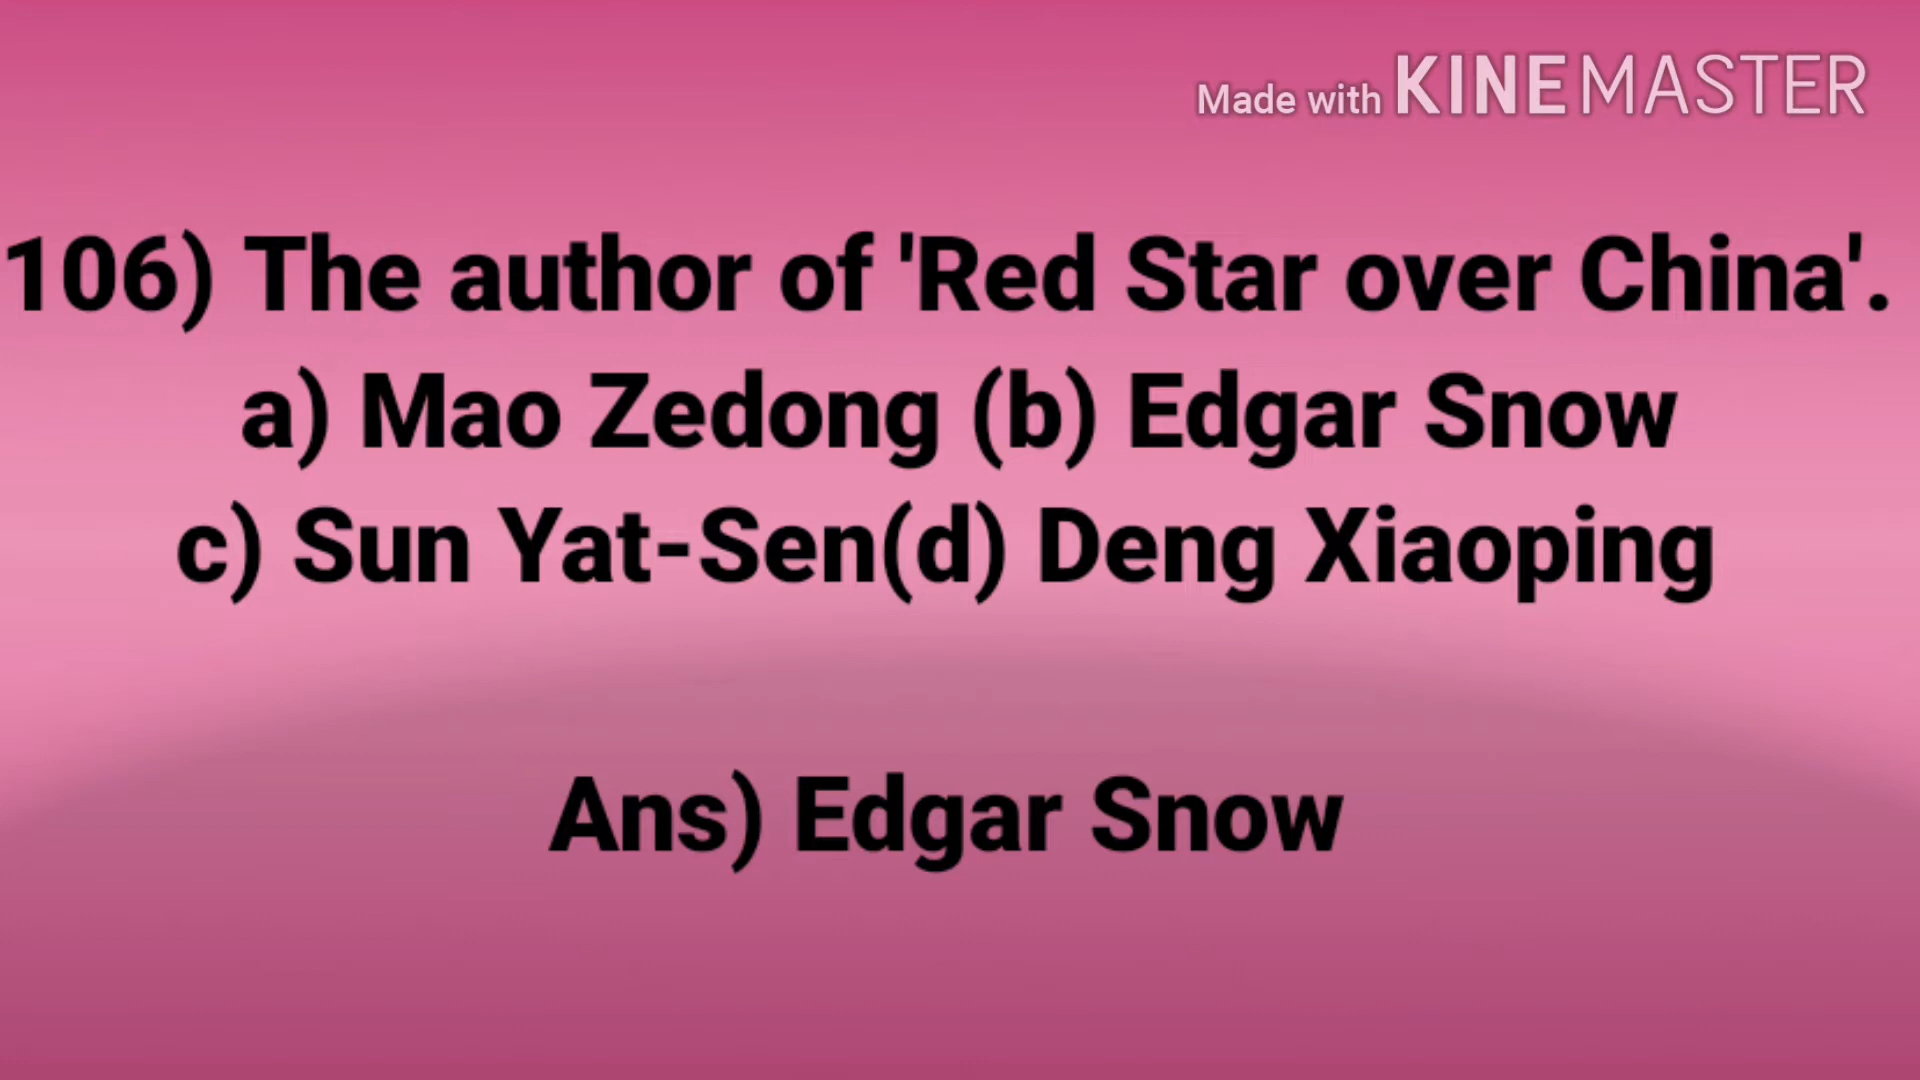 Made with KINEMASTER
106) The author of 'Red Star over China'.
a) Mao Zedong (b) Edgar Snow
c) Sun Yat-Sen(d) Deng Xiaoping
Ans) Edgar Snow